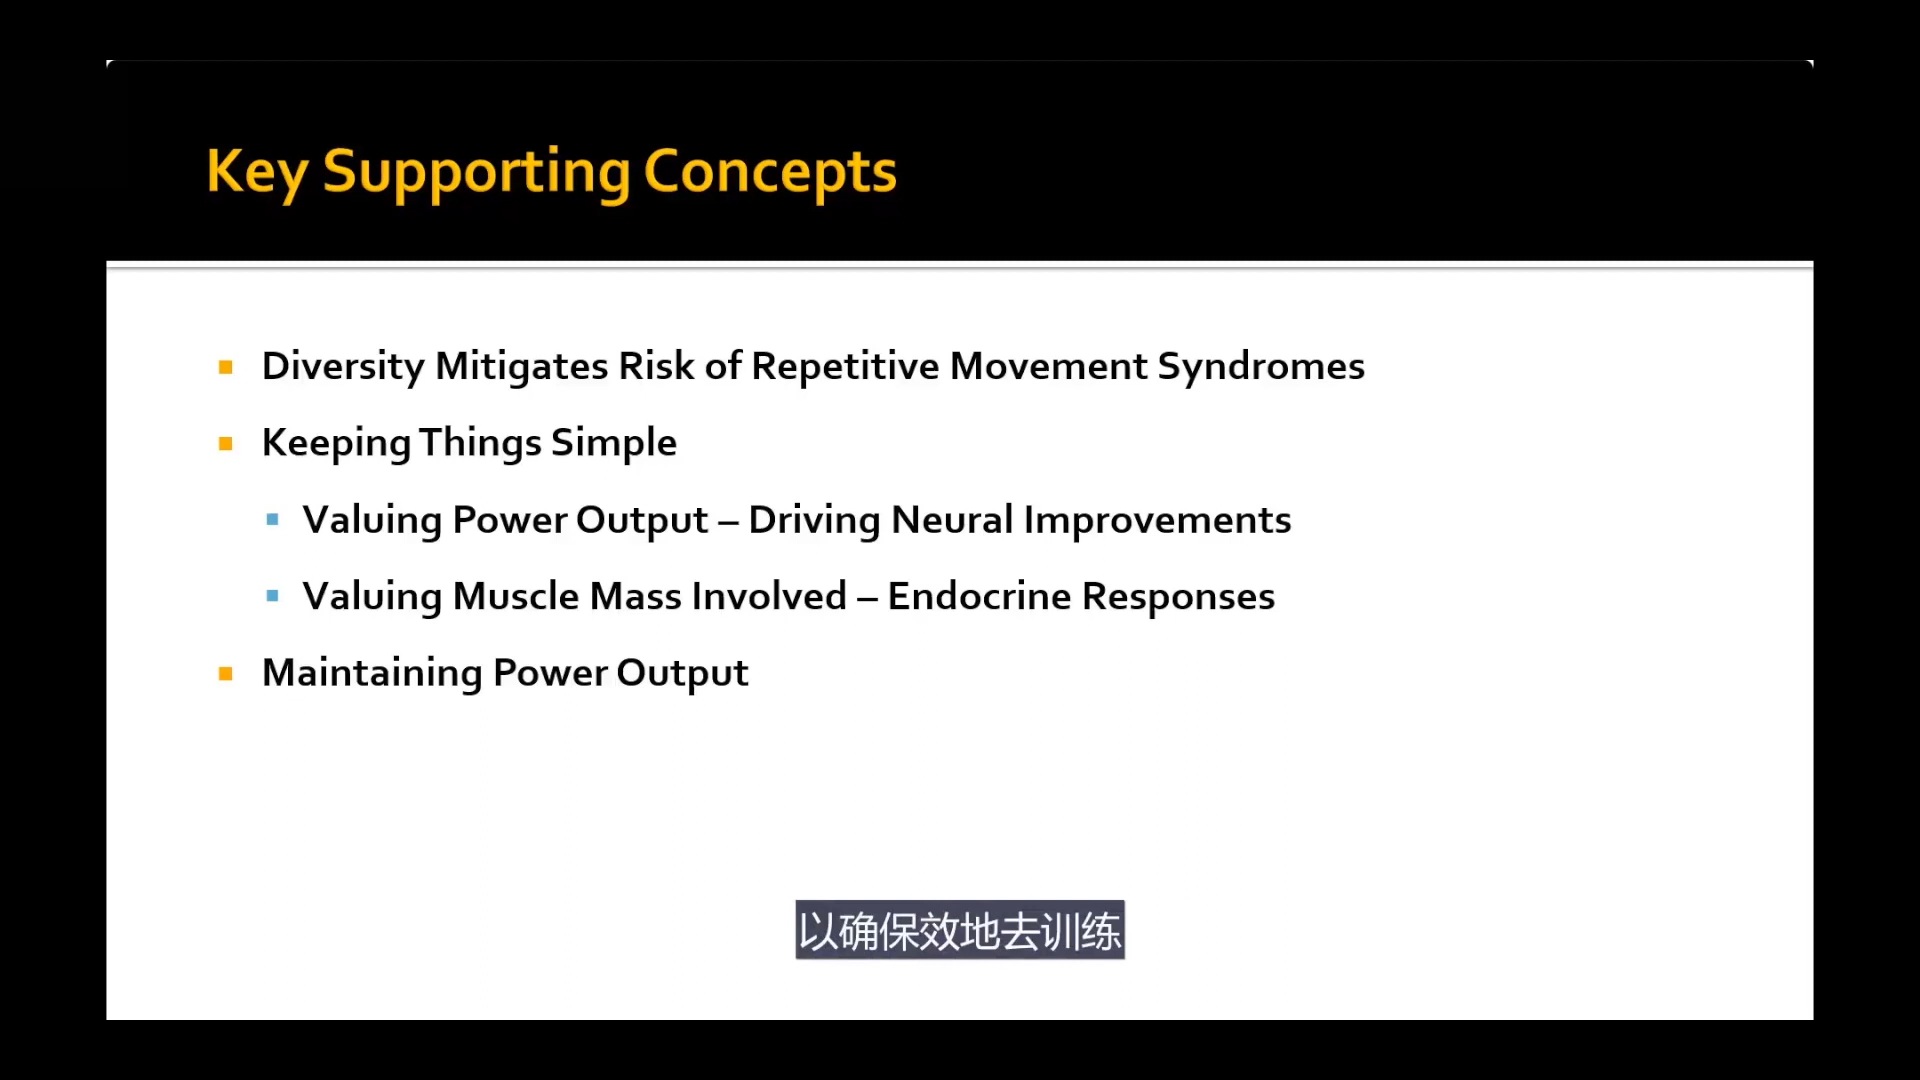 Key Supporting Concepts
Diversity Mitigates Risk of Repetitive Movement Syndromes
Keeping Things Simple
Valuing Power Output – Driving Neural Improvements
Valuing Muscle Mass Involved – Endocrine Responses
Maintaining Power Output
以确保效地去训练